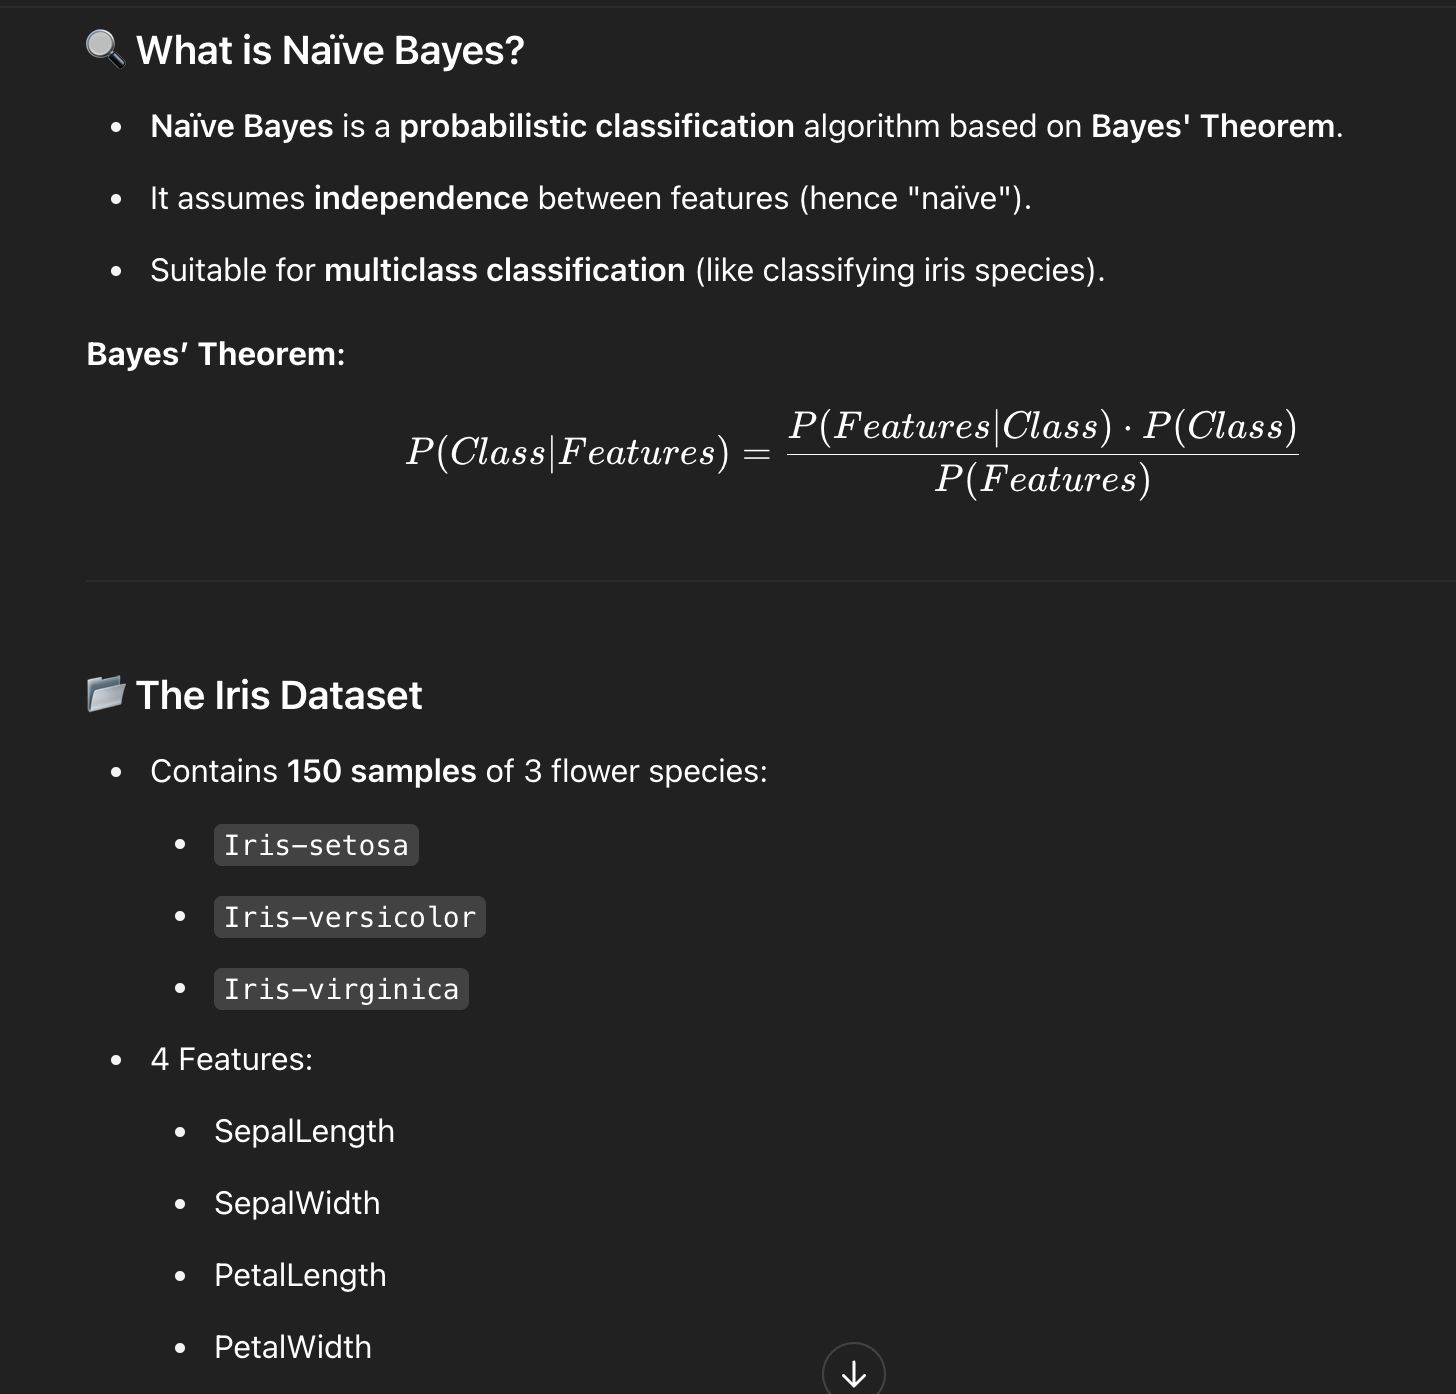 What is Naïve Bayes?
Naïve Bayes is a probabilistic classification algorithm based on Bayes' Theorem.
It assumes independence between features (hence "naïve").
Suitable for multiclass classification (like classifying iris species).
Bayes’ Theorem:
P(Class|Features) = P(Features|Class) · P(Class) / P(Features)
The Iris Dataset
Contains 150 samples of 3 flower species:
Iris-setosa
Iris-versicolor
Iris-virginica
4 Features:
SepalLength
SepalWidth
PetalLength
PetalWidth